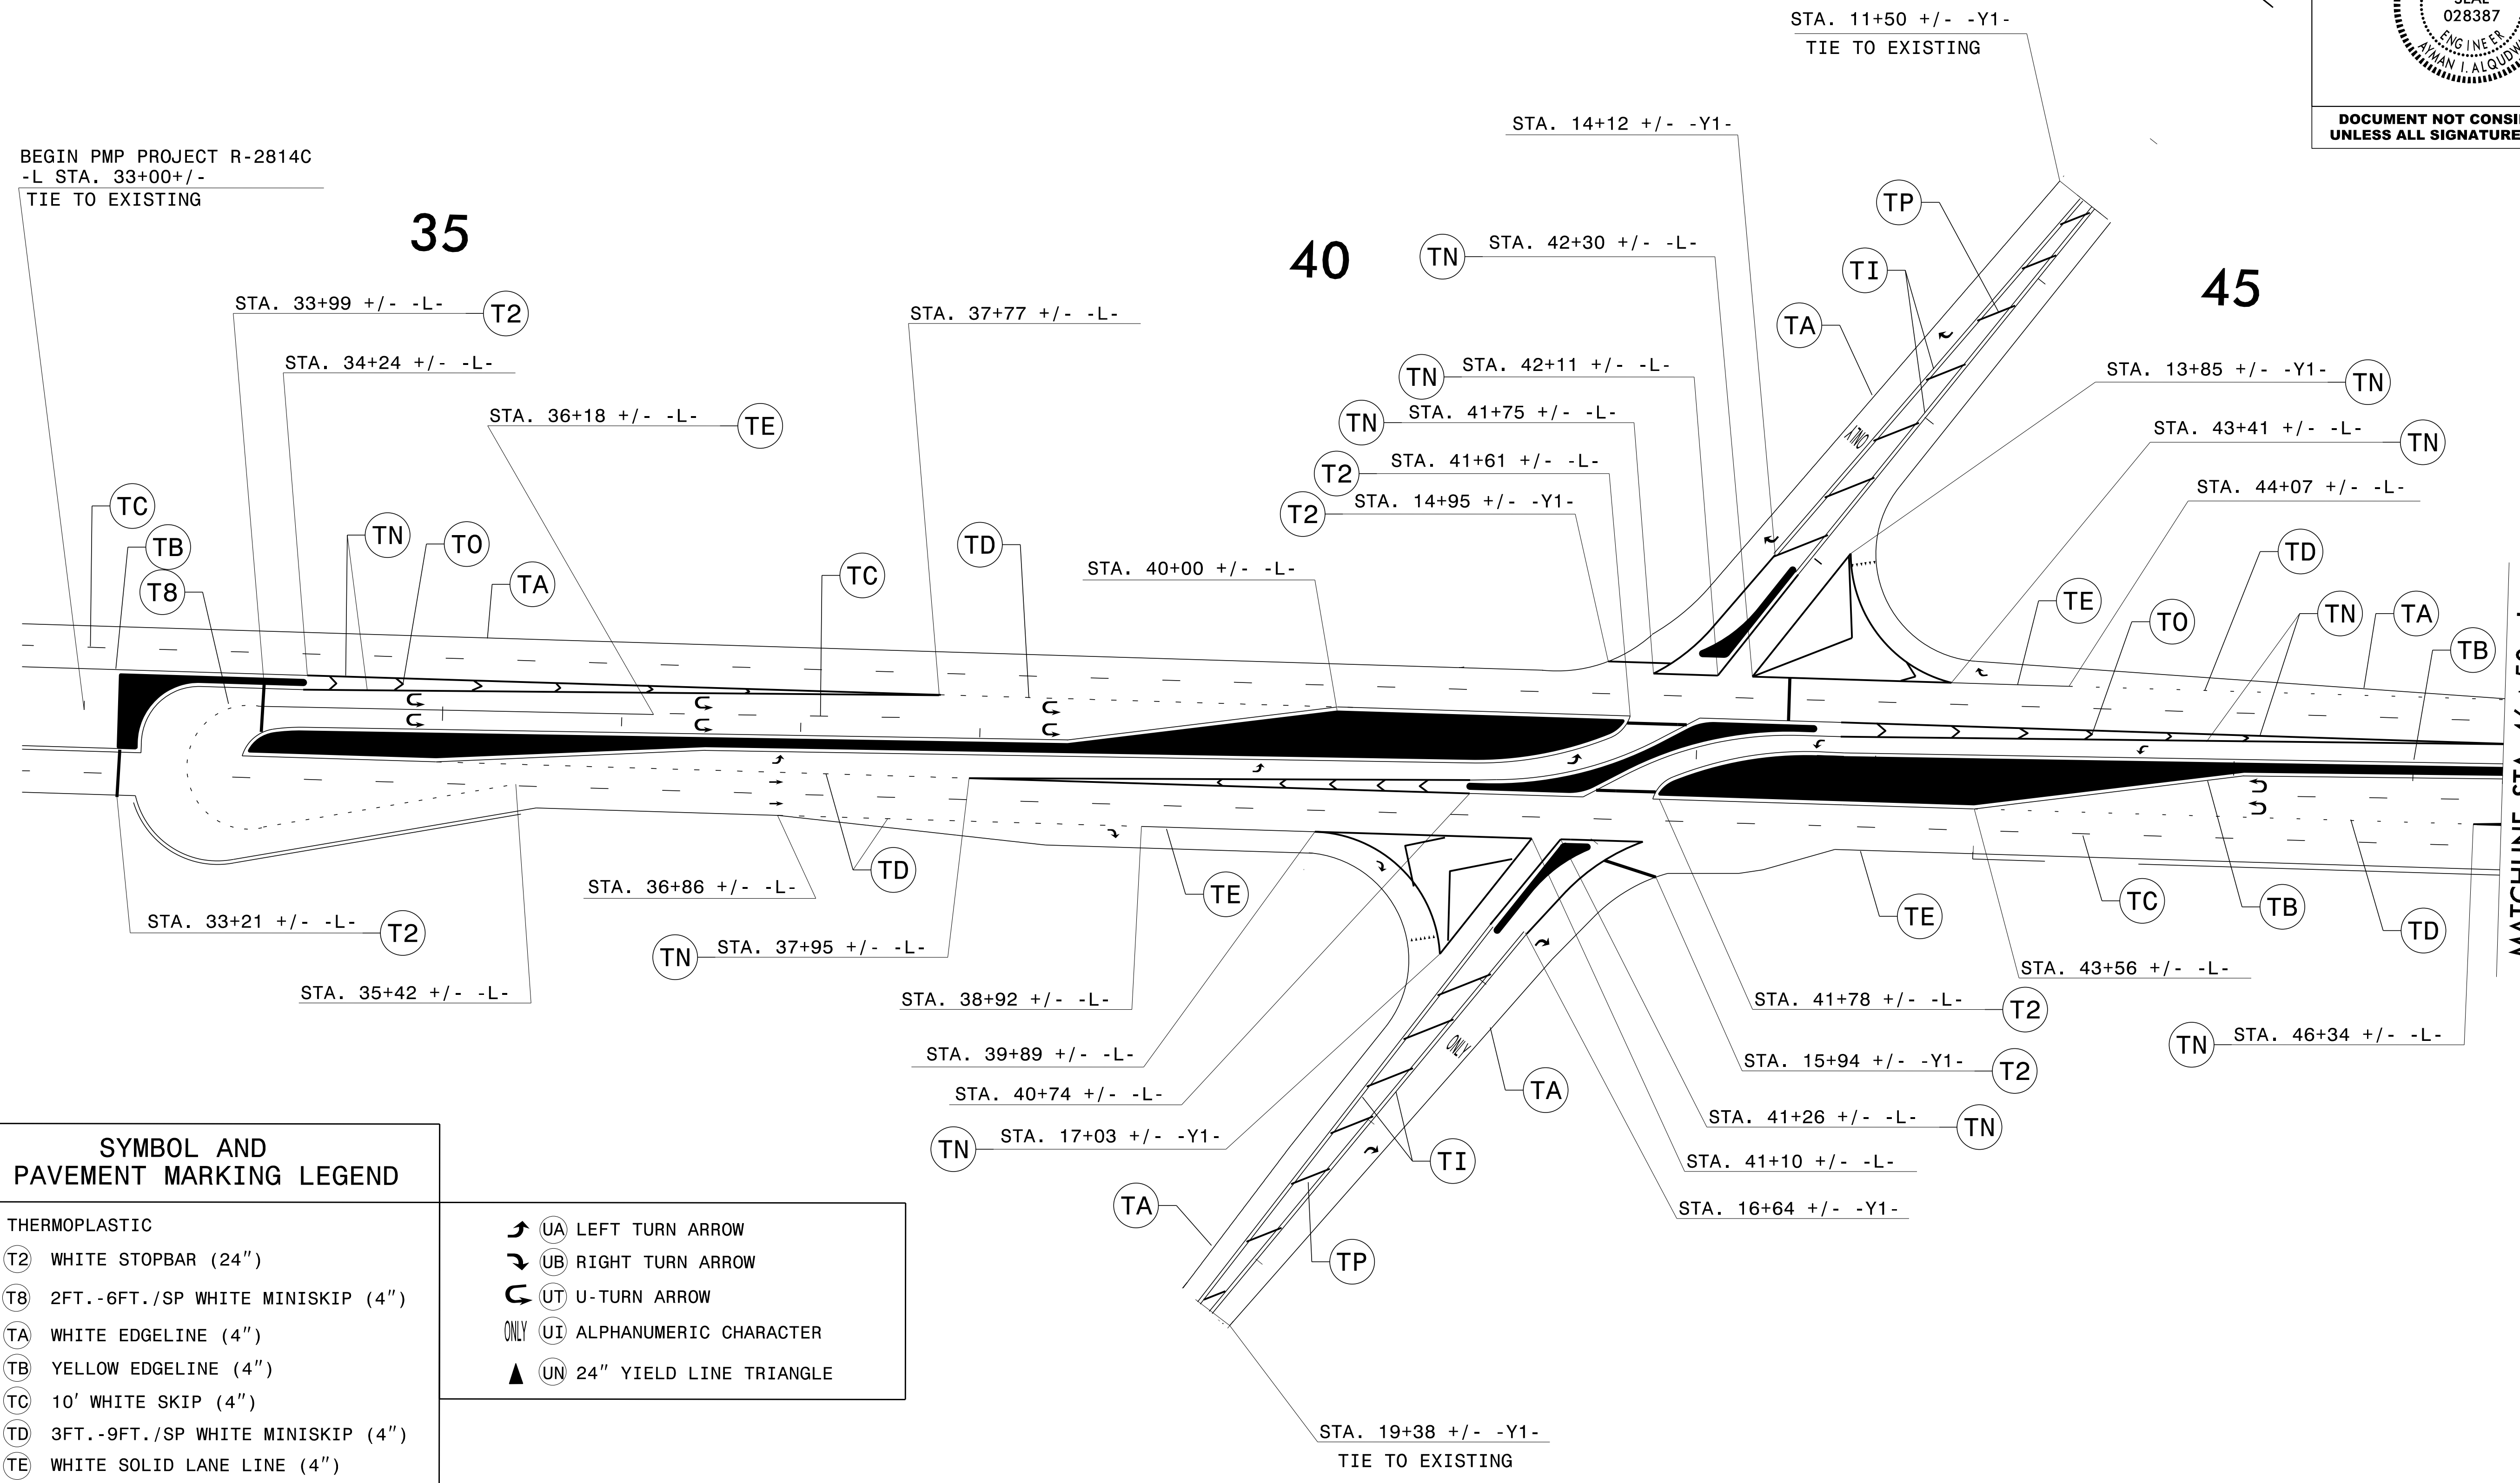 STA. 11+50 +/- -Y1-
TIE TO EXISTING
028387
ENGINEER
AYMAN I. ALQUDW
DOCUMENT NOT CONSI
UNLESS ALL SIGNATURE
STA. 14+12 +/- -Y1-
BEGIN PMP PROJECT R-2814C
-L STA. 33+00+/-
TIE TO EXISTING
35
40
45
TN STA. 42+30 +/- -L-
TP
TI
TA
STA. 33+99 +/- -L- T2
STA. 37+77 +/- -L-
STA. 34+24 +/- -L-
TN STA. 42+11 +/- -L-
STA. 13+85 +/- -Y1- TN
STA. 36+18 +/- -L- TE
TN STA. 41+75 +/- -L-
STA. 43+41 +/- -L- TN
ONLY
T2 STA. 41+61 +/- -L-
T2 STA. 14+95 +/- -Y1-
STA. 44+07 +/- -L-
TC
TB
T8
TN
TO
TA
TC
TD
STA. 40+00 +/- -L-
TD
TE
TO
TN
TA
TB
STA. 36+86 +/- -L-
TD
TE
TE
TC
TB
TD
STA. 33+21 +/- -L- T2
TN STA. 37+95 +/- -L-
STA. 35+42 +/- -L-
STA. 38+92 +/- -L-
STA. 43+56 +/- -L-
STA. 41+78 +/- -L- T2
TN STA. 46+34 +/- -L-
STA. 39+89 +/- -L-
ONLY
STA. 15+94 +/- -Y1- T2
STA. 40+74 +/- -L-
TA
STA. 41+26 +/- -L- TN
TN STA. 17+03 +/- -Y1-
TI
STA. 41+10 +/- -L-
TA
STA. 16+64 +/- -Y1-
TP
STA. 19+38 +/- -Y1-
TIE TO EXISTING
SYMBOL AND
PAVEMENT MARKING LEGEND
THERMOPLASTIC
T2 WHITE STOPBAR (24")
T8 2FT.-6FT./SP WHITE MINISKIP (4")
TA WHITE EDGELINE (4")
TB YELLOW EDGELINE (4")
TC 10' WHITE SKIP (4")
TD 3FT.-9FT./SP WHITE MINISKIP (4")
TE WHITE SOLID LANE LINE (4")
UA LEFT TURN ARROW
UB RIGHT TURN ARROW
UT U-TURN ARROW
ONLY UI ALPHANUMERIC CHARACTER
UN 24" YIELD LINE TRIANGLE